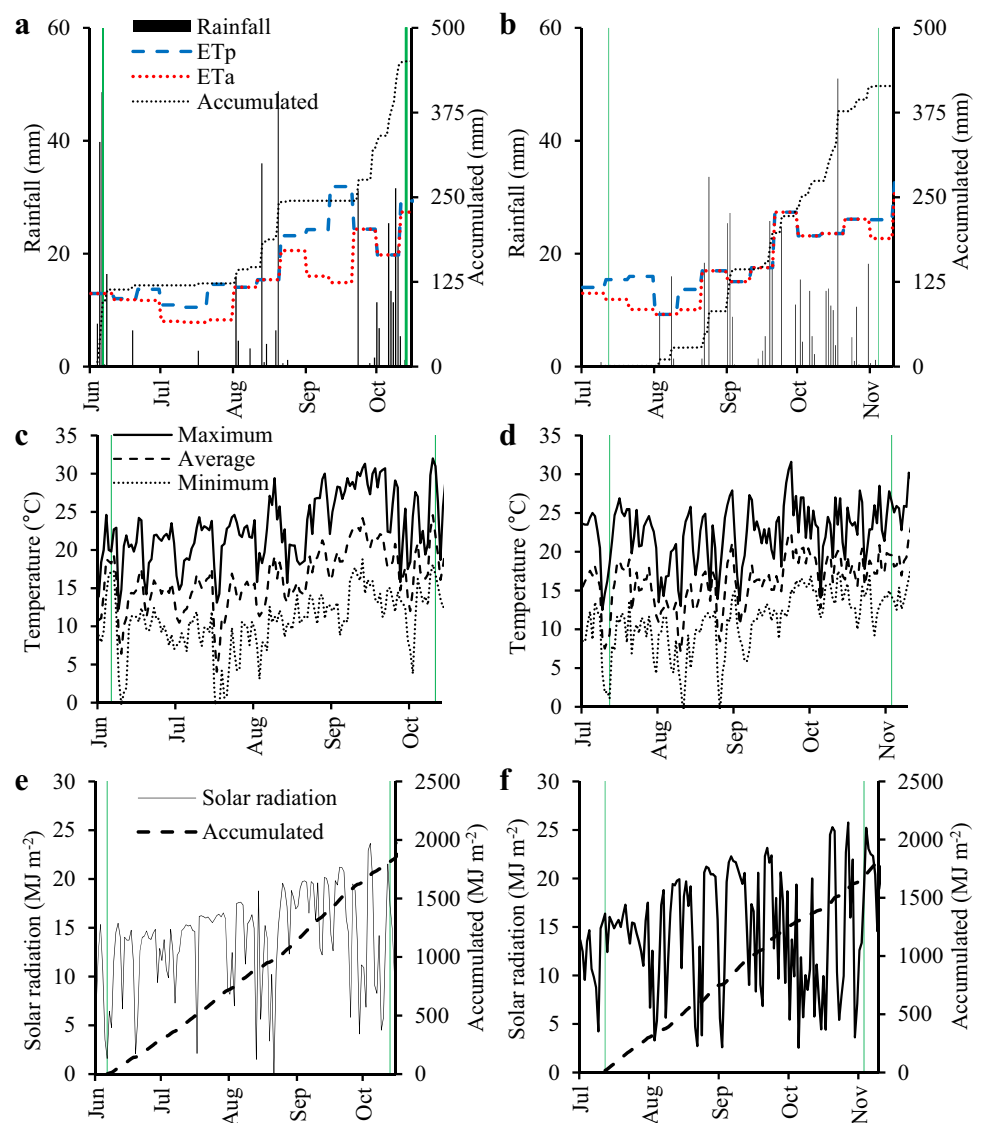 a
Rainfall
ETp
ETa
Accumulated
60
40
20
0
Rainfall (mm)
500
375
250
125
0
Accumulated (mm)
Jun
Jul
Aug
Sep
Oct
b
60
40
20
0
Rainfall (mm)
500
375
250
125
0
Accumulated (mm)
Jul
Aug
Sep
Oct
Nov
c
Maximum
Average
Minimum
35
30
25
20
15
10
5
0
Temperature (°C)
Jun
Jul
Aug
Sep
Oct
d
35
30
25
20
15
10
5
0
Temperature (°C)
Jul
Aug
Sep
Oct
Nov
e
Solar radiation
Accumulated
30
25
20
15
10
5
0
Solar radiation (MJ m⁻²)
2500
2000
1500
1000
500
0
Accumulated (MJ m⁻²)
Jun
Jul
Aug
Sep
Oct
f
30
25
20
15
10
5
0
Solar radiation (MJ m⁻²)
2500
2000
1500
1000
500
0
Accumulated (MJ m⁻²)
Jul
Aug
Sep
Oct
Nov